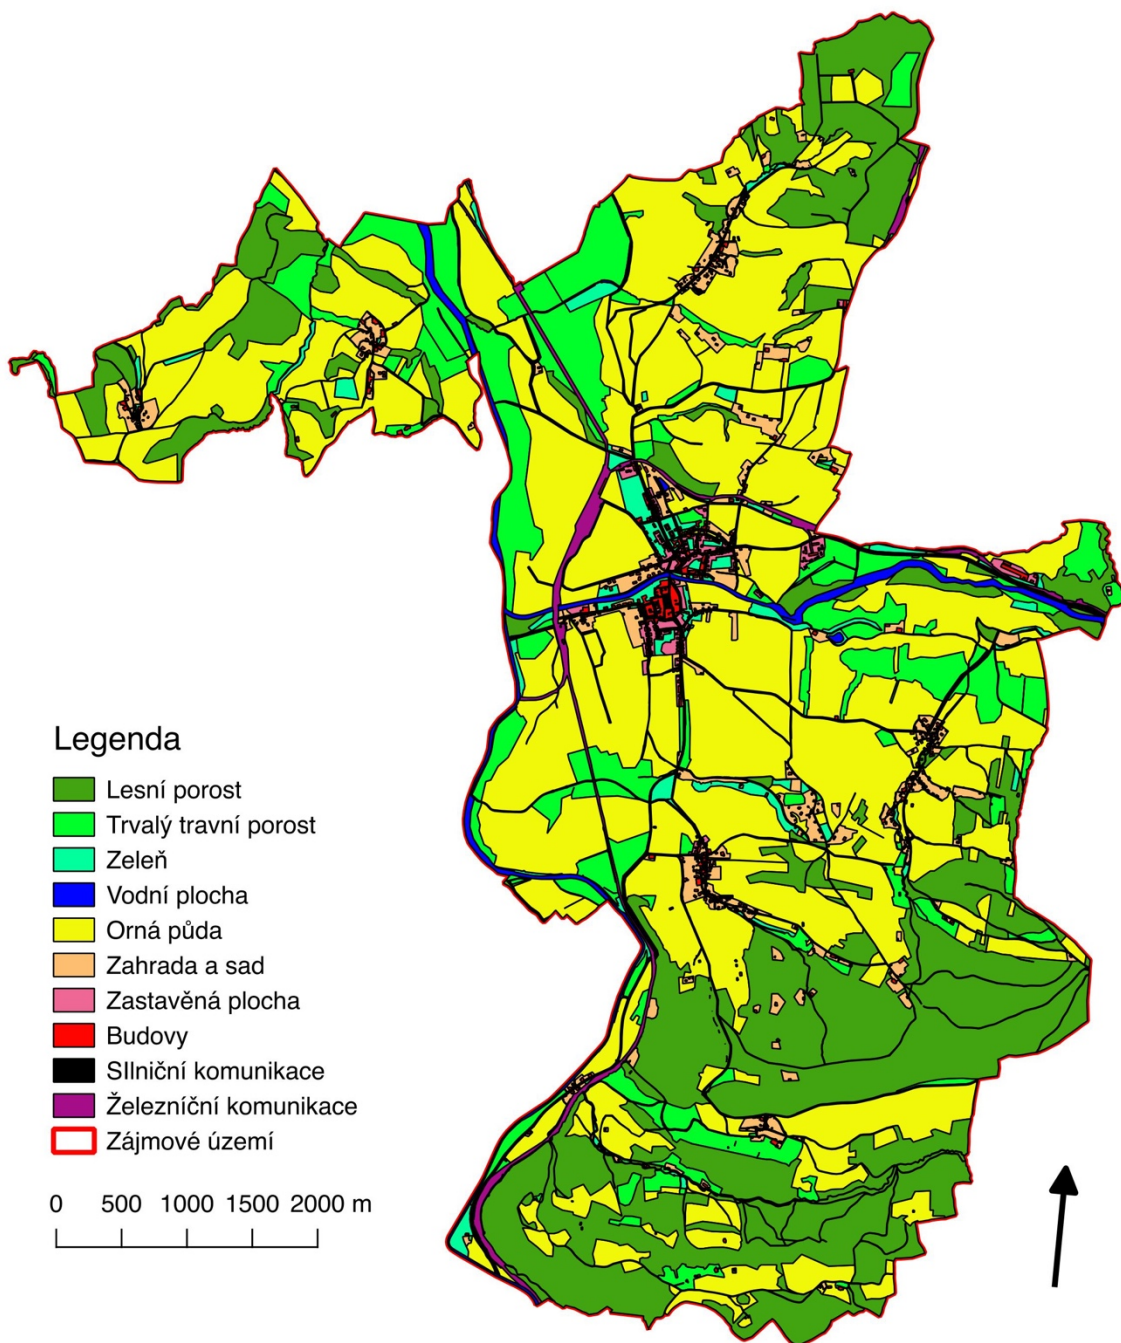 Legenda
Lesní porost
Trvalý travní porost
Zeleň
Vodní plocha
Orná půda
Zahrada a sad
Zastavěná plocha
Budovy
SIlniční komunikace
Železníční komunikace
Zájmové území
0 500 1000 1500 2000 m